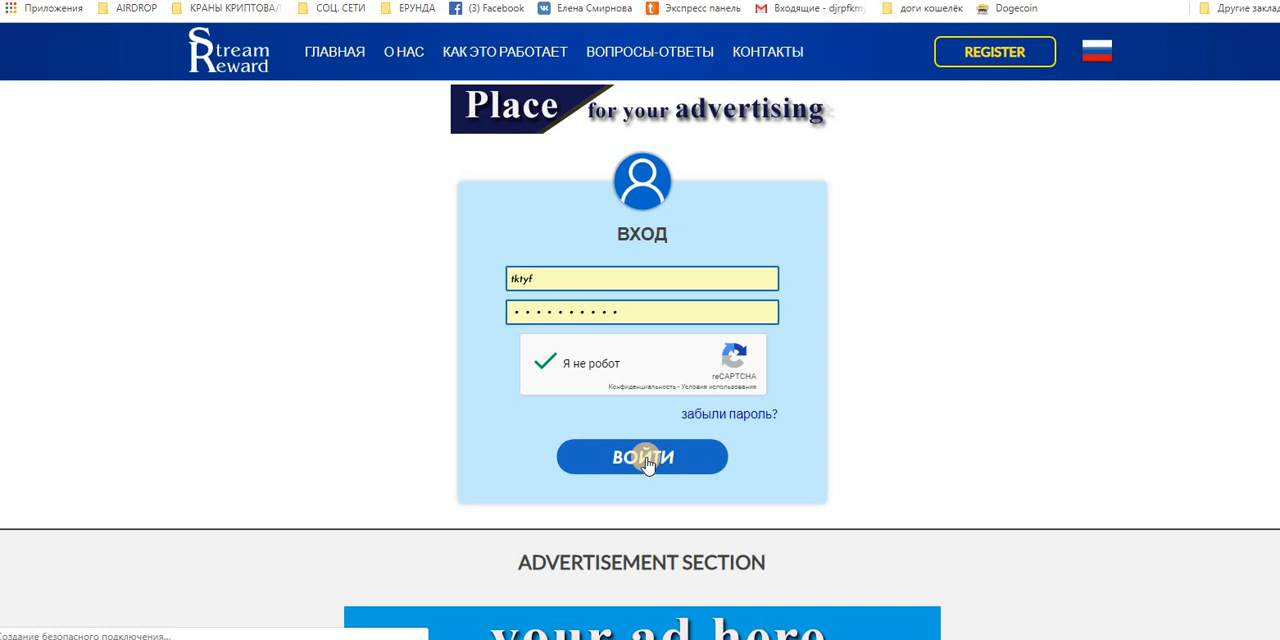 Приложения AIRDROP КРАНЫ КРИПТОВАЛ СОЦ. СЕТИ ЕРУНДА (3) Facebook Елена Смирнова Экспресс панель Входящие - djrpfkmy доги кошелёк Dogecoin Другие заклад
Stream Reward ГЛАВНАЯ О НАС КАК ЭТО РАБОТАЕТ ВОПРОСЫ-ОТВЕТЫ КОНТАКТЫ REGISTER
Place for your advertising
ВХОД
tktyf
Я не робот
reCAPTCHA
Конфиденциальность - Условия использования
забыли пароль?
ВОЙТИ
ADVERTISEMENT SECTION
your ad here
Создание безопасного подключения...